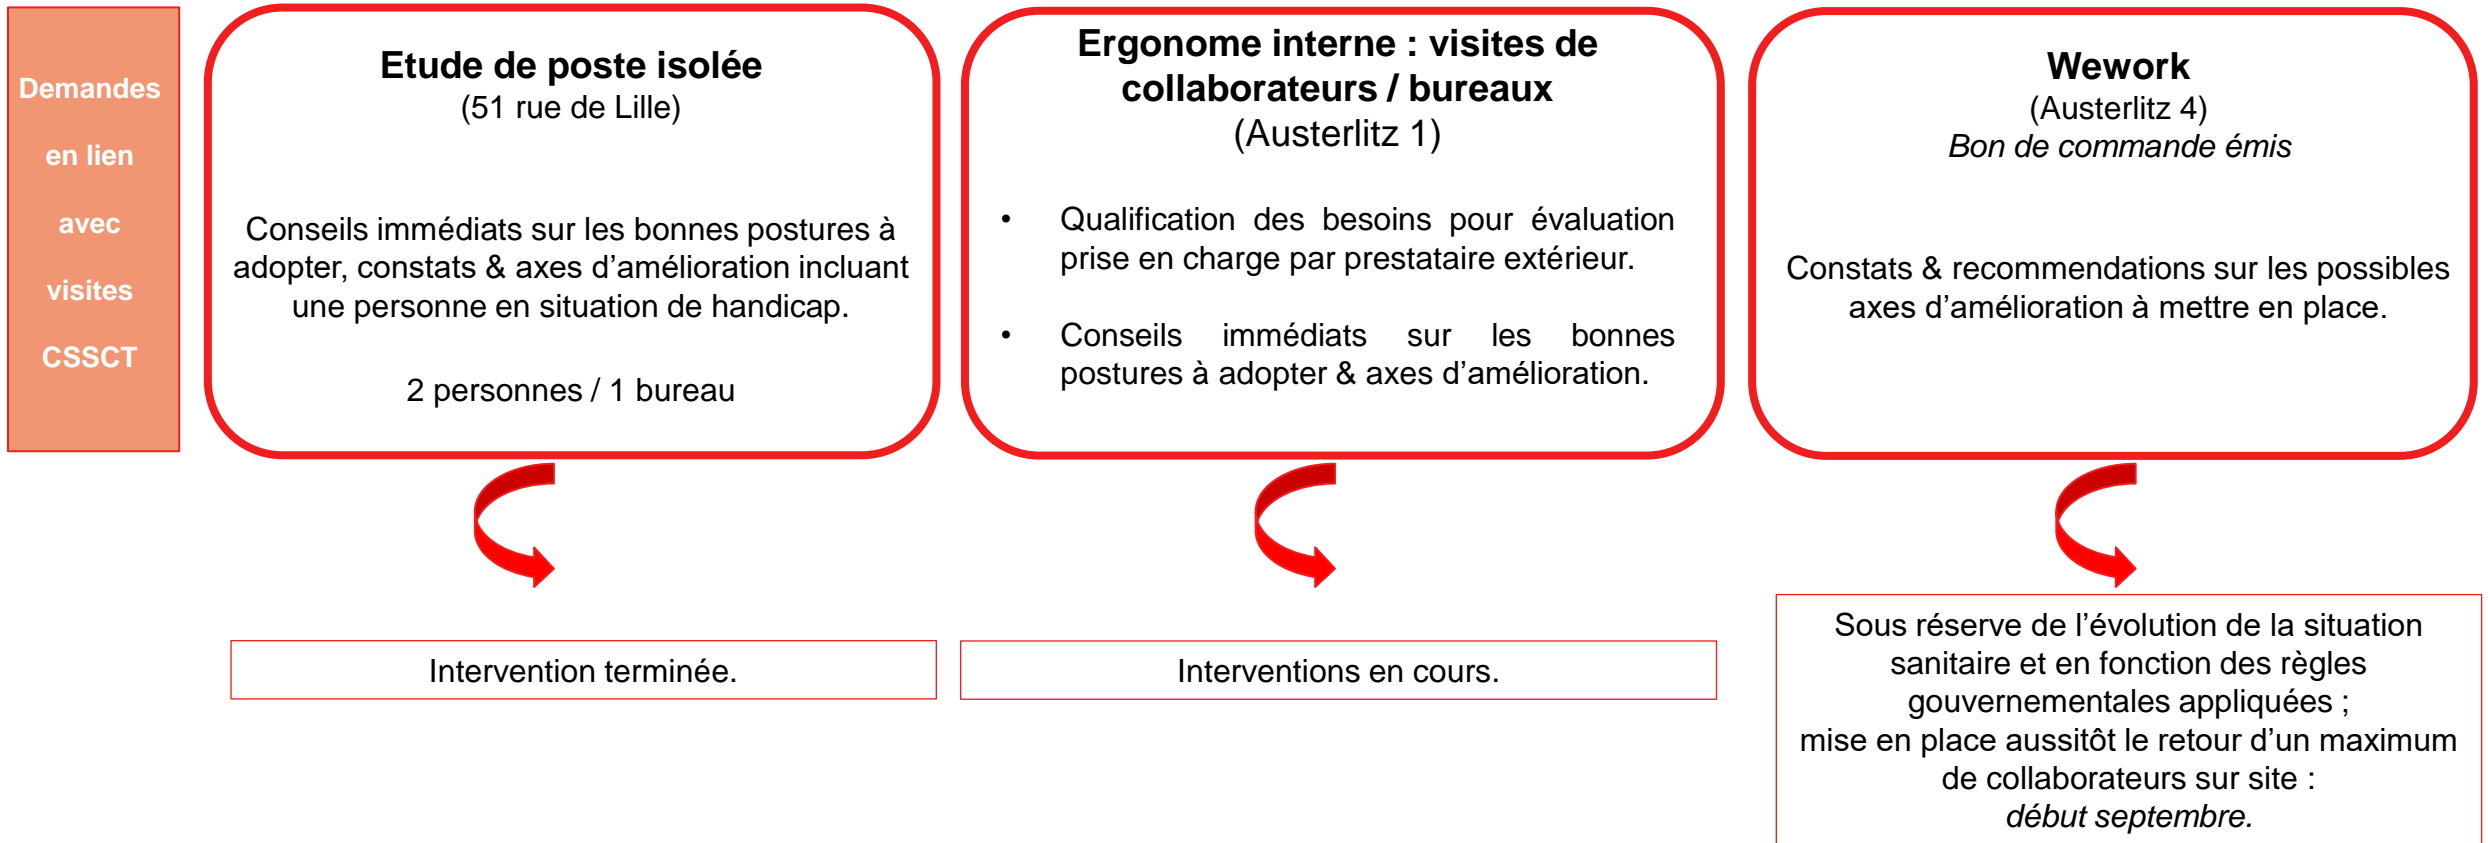 Demandes
en lien
avec
visites
CSSCT
Etude de poste isolée
(51 rue de Lille)
Conseils immédiats sur les bonnes postures à
adopter, constats & axes d’amélioration incluant
une personne en situation de handicap.
2 personnes / 1 bureau
Ergonome interne : visites de
collaborateurs / bureaux
(Austerlitz 1)
• Qualification des besoins pour évaluation
prise en charge par prestataire extérieur.
• Conseils immédiats sur les bonnes
postures à adopter & axes d’amélioration.
Wework
(Austerlitz 4)
Bon de commande émis
Constats & recommendations sur les possibles
axes d’amélioration à mettre en place.
Intervention terminée.
Interventions en cours.
Sous réserve de l’évolution de la situation
sanitaire et en fonction des règles
gouvernementales appliquées ;
mise en place aussitôt le retour d’un maximum
de collaborateurs sur site :
début septembre.